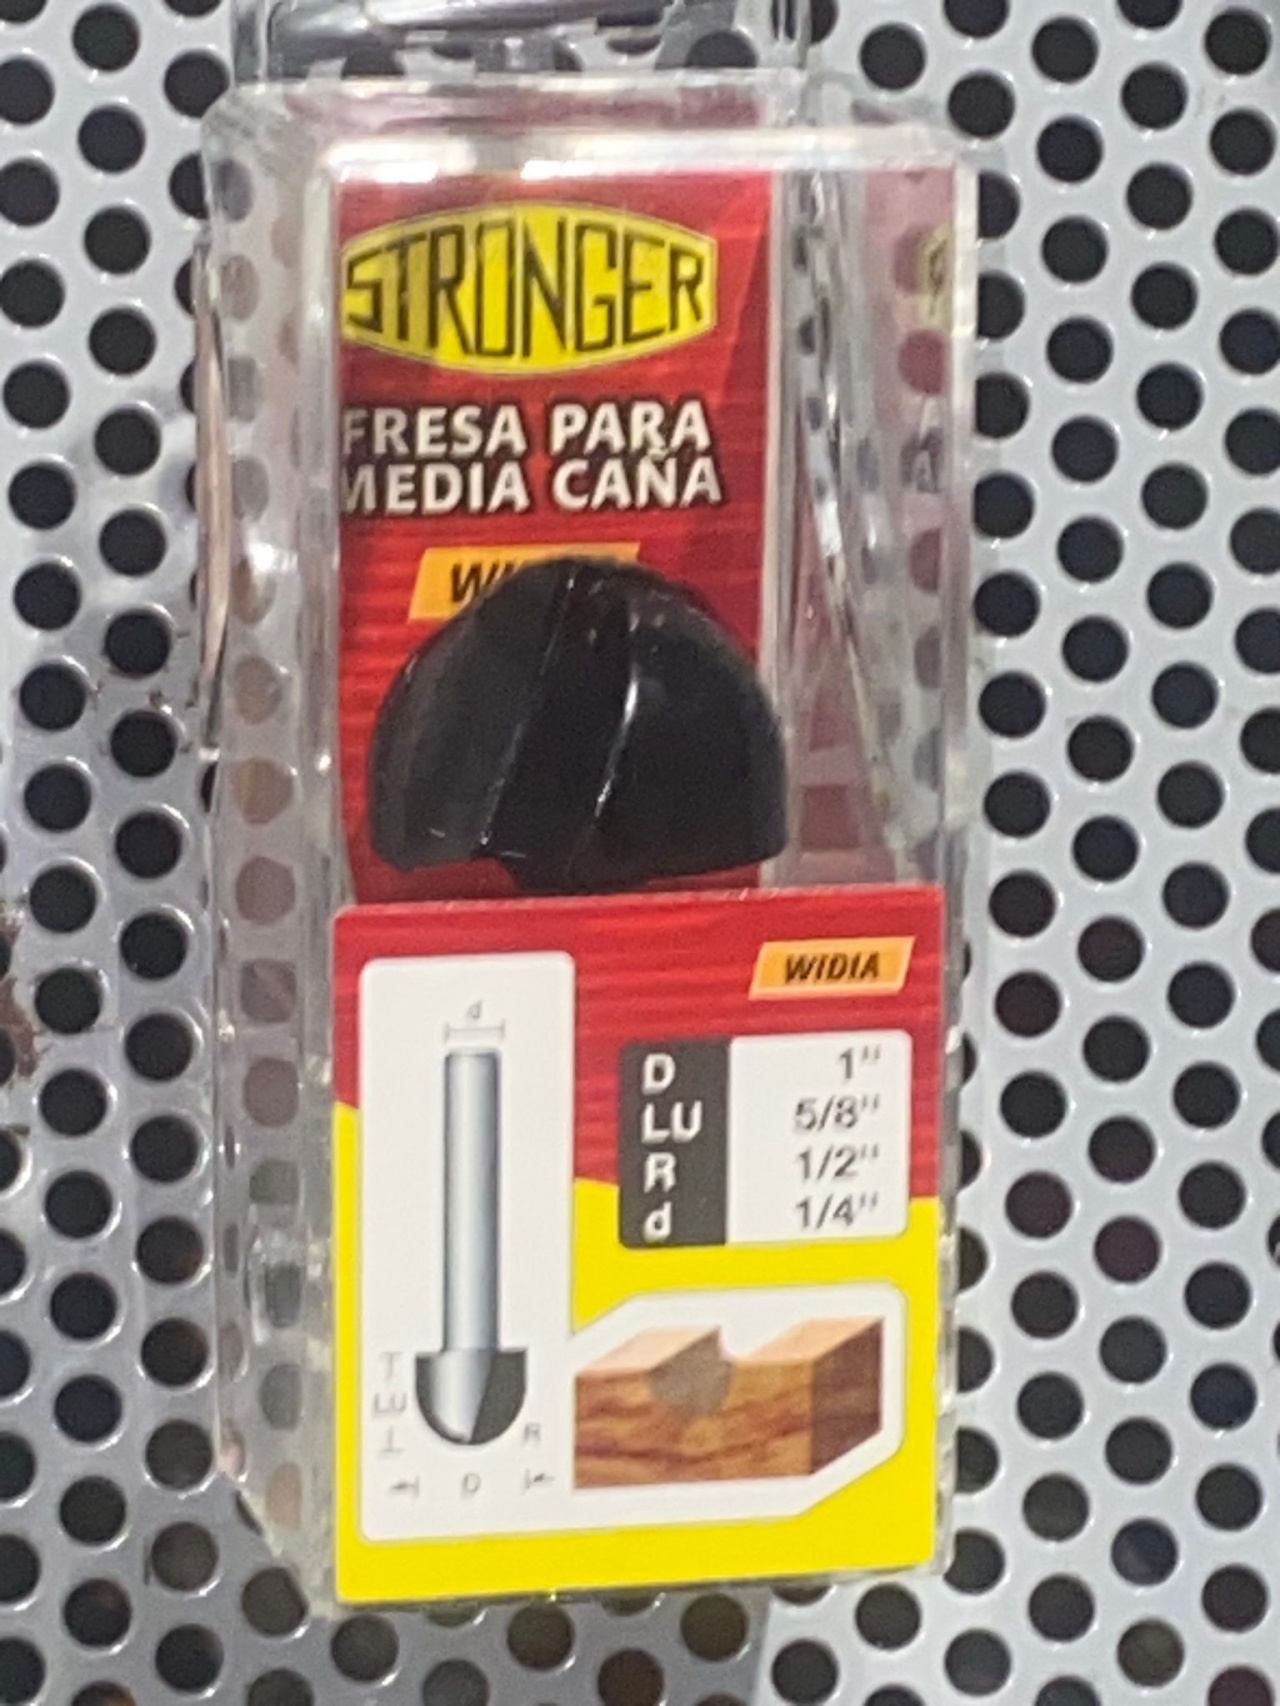 STRONGER
FRESA PARA
MEDIA CAÑA
WIDIA
d
D 1"
LU 5/8"
R 1/2"
d 1/4"
R
D